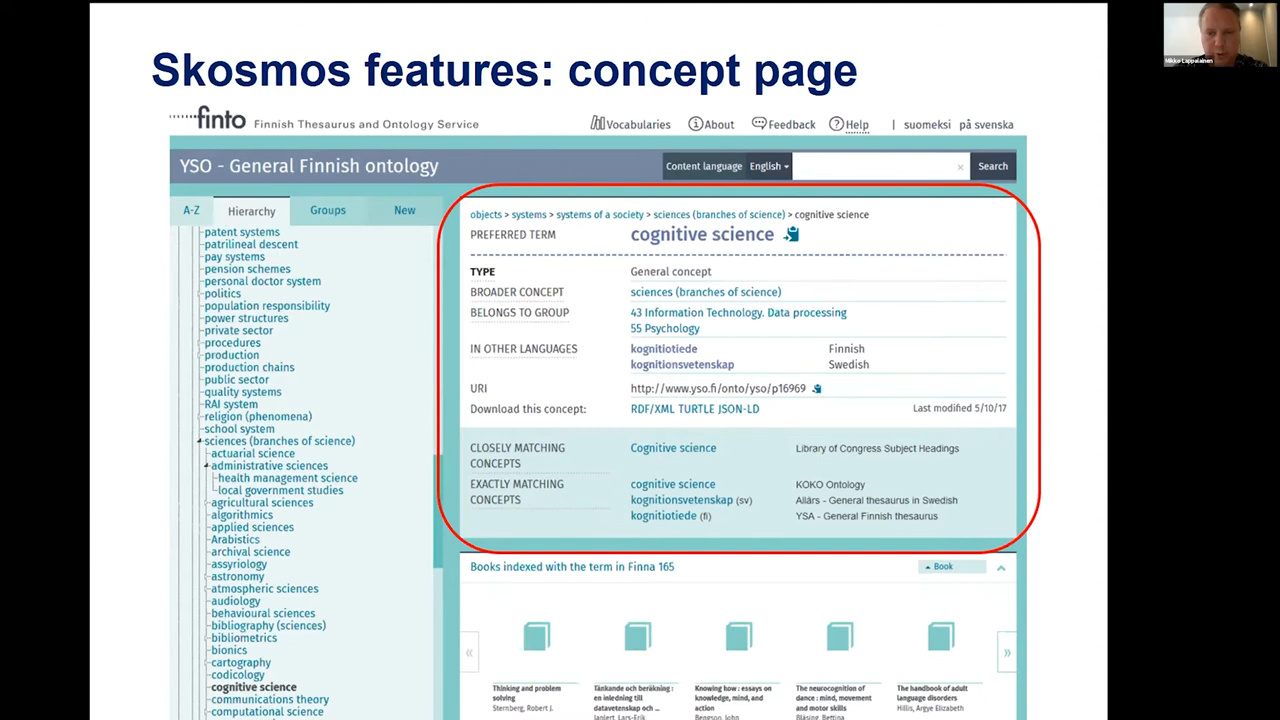 Skosmos features: concept page
Mikko Lappalainen
finto Finnish Thesaurus and Ontology Service
Vocabularies About Feedback Help | suomeksi på svenska
YSO - General Finnish ontology
Content language English × Search
A-Z Hierarchy Groups New
patent systems
patrilineal descent
pay systems
pension schemes
personal doctor system
politics
population responsibility
power structures
private sector
procedures
production
production chains
public sector
quality systems
RAI system
religion (phenomena)
school system
sciences (branches of science)
actuarial science
administrative sciences
health management science
local government studies
agricultural sciences
algorithmics
applied sciences
Arabistics
archival science
assyriology
astronomy
atmospheric sciences
audiology
behavioural sciences
bibliography (sciences)
bibliometrics
bionics
cartography
codicology
cognitive science
communications theory
computational science
objects > systems > systems of a society > sciences (branches of science) > cognitive science
PREFERRED TERM cognitive science
TYPE General concept
BROADER CONCEPT sciences (branches of science)
BELONGS TO GROUP 43 Information Technology. Data processing
55 Psychology
IN OTHER LANGUAGES kognitiotiede Finnish
kognitionsvetenskap Swedish
URI http://www.yso.fi/onto/yso/p16969
Download this concept: RDF/XML TURTLE JSON-LD Last modified 5/10/17
CLOSELY MATCHING CONCEPTS Cognitive science Library of Congress Subject Headings
EXACTLY MATCHING CONCEPTS cognitive science KOKO Ontology
kognitionsvetenskap (sv) Allärs - General thesaurus in Swedish
kognitiotiede (fi) YSA - General Finnish thesaurus
Books indexed with the term in Finna 165 Book
« »
Thinking and problem
solving
Sternberg, Robert J.
Tänkande och beräkning :
en inledning till
datavetenskap och ...
Janlert, Lars-Erik
Knowing how : essays on
knowledge, mind, and
action
Bengson, John
The neurocognition of
dance : mind, movement
and motor skills
Bläsing, Bettina
The handbook of adult
language disorders
Hillis, Argye Elizabeth